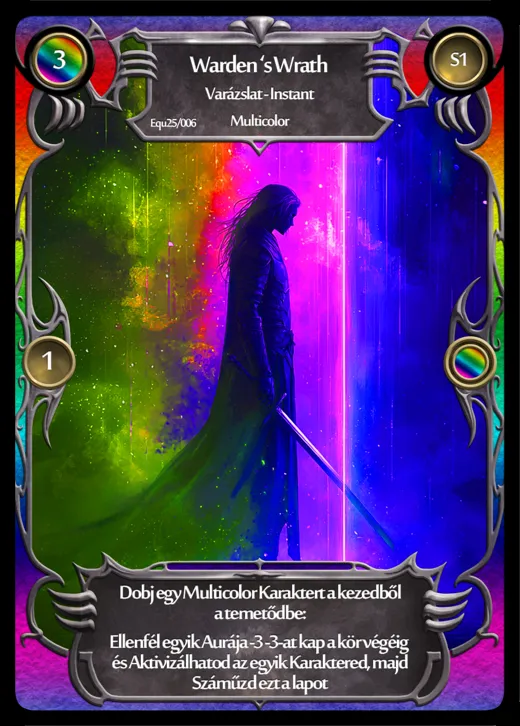 3
Warden ‘s Wrath
S1
Varázslat - Instant
Equ25/006
Multicolor
1
Dobj egy Multicolor Karaktert a kezedből
a temetődbe:
Ellenfél egyik Aurája -3 -3-at kap a kör végéig
és Aktivizálhatod az egyik Karaktered, majd
Száműzd ezt a lapot